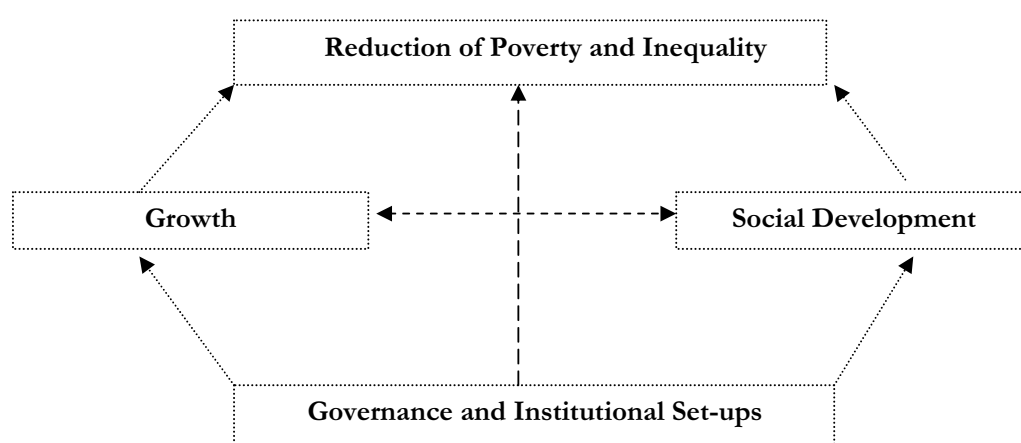 Reduction of Poverty and Inequality
Growth
Social Development
Governance and Institutional Set-ups